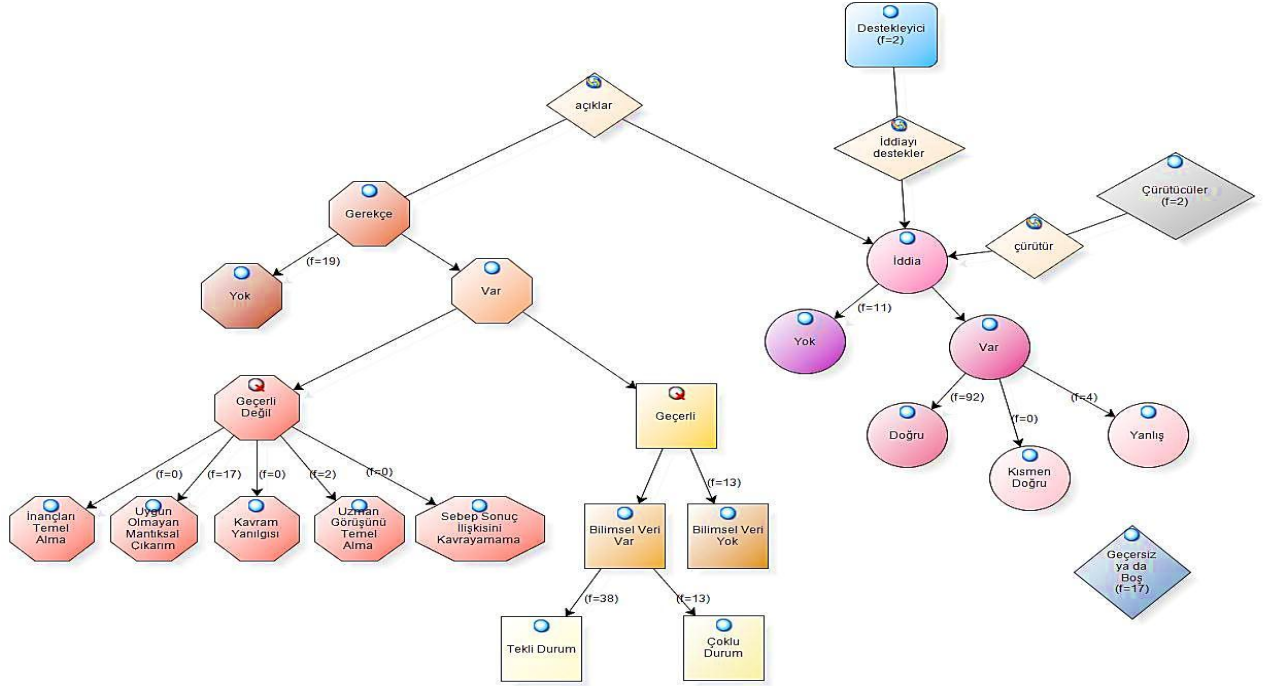 Destekleyici
(f=2)
açıklar
İddiayı
destekler
Çürütücüler
(f=2)
Gerekçe
çürütür
İddia
(f=19)
Yok
Var
(f=11)
Yok
Var
Geçerli
Değil
Geçerli
(f=92)
(f=0)
(f=4)
Doğru
Kısmen
Doğru
Yanlış
(f=0)
(f=17)
(f=0)
(f=2)
(f=0)
(f=13)
İnançları
Temel
Alma
Uygun
Olmayan
Mantıksal
Çıkarım
Kavram
Yanılgısı
Uzman
Görüşünü
Temel
Alma
Sebep Sonuç
İlişkisini
Kavrayamama
Bilimsel Veri
Var
Bilimsel Veri
Yok
Geçersiz
ya da
Boş
(f=17)
(f=38)
(f=13)
Tekli Durum
Çoklu
Durum